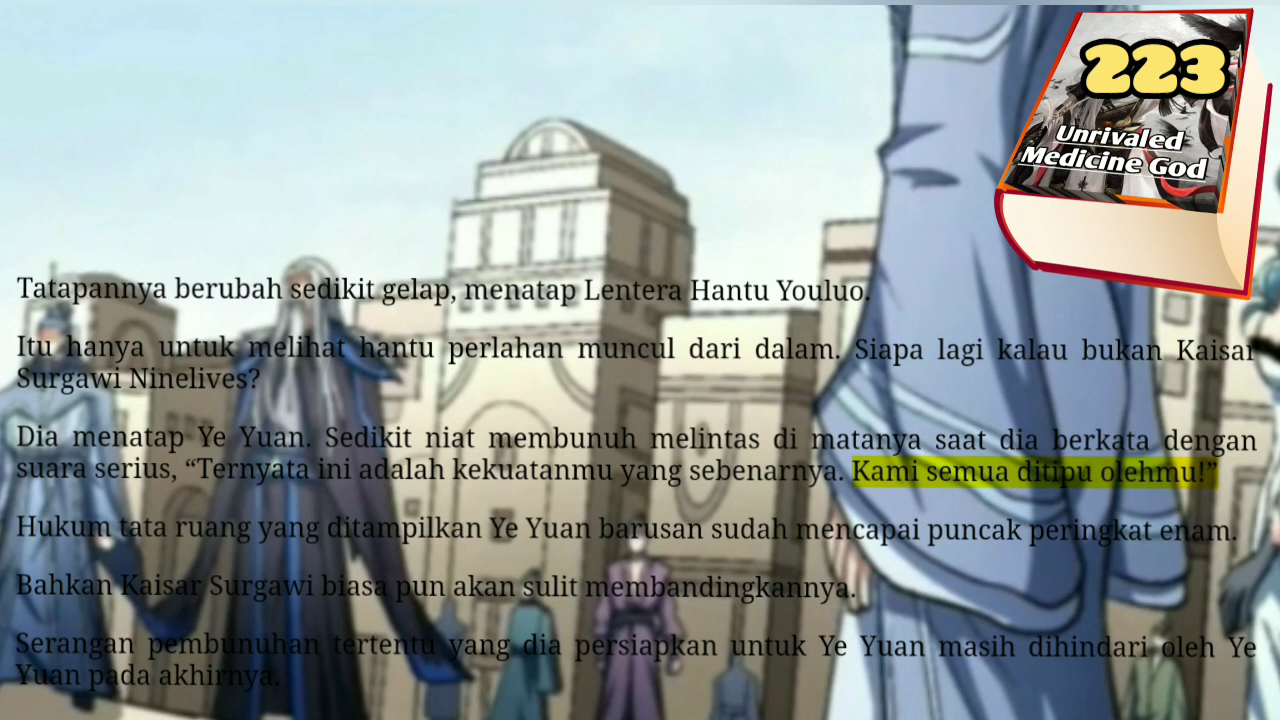 223
Unrivaled
Medicine God
Tatapannya berubah sedikit gelap, menatap Lentera Hantu Youluo.
Itu hanya untuk melihat hantu perlahan muncul dari dalam. Siapa lagi kalau bukan Kaisar
Surgawi Ninelives?
Dia menatap Ye Yuan. Sedikit niat membunuh melintas di matanya saat dia berkata dengan
suara serius, “Ternyata ini adalah kekuatanmu yang sebenarnya. Kami semua ditipu olehmu!”
Hukum tata ruang yang ditampilkan Ye Yuan barusan sudah mencapai puncak peringkat enam.
Bahkan Kaisar Surgawi biasa pun akan sulit membandingkannya.
Serangan pembunuhan tertentu yang dia persiapkan untuk Ye Yuan masih dihindari oleh Ye
Yuan pada akhirnya.